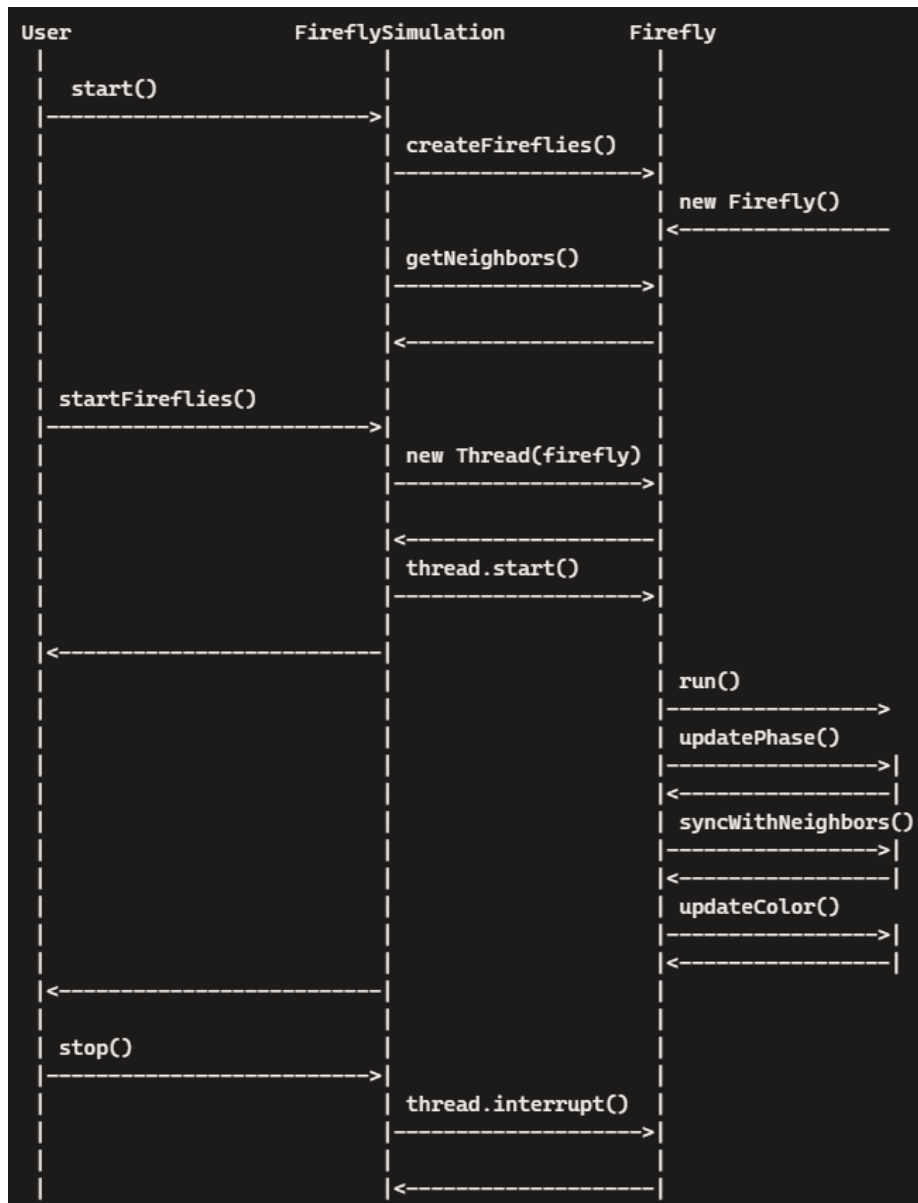 User FireflySimulation Firefly
start()
createFireflies()
new Firefly()
getNeighbors()
startFireflies()
new Thread(firefly)
thread.start()
run()
updatePhase()
syncWithNeighbors()
updateColor()
stop()
thread.interrupt()